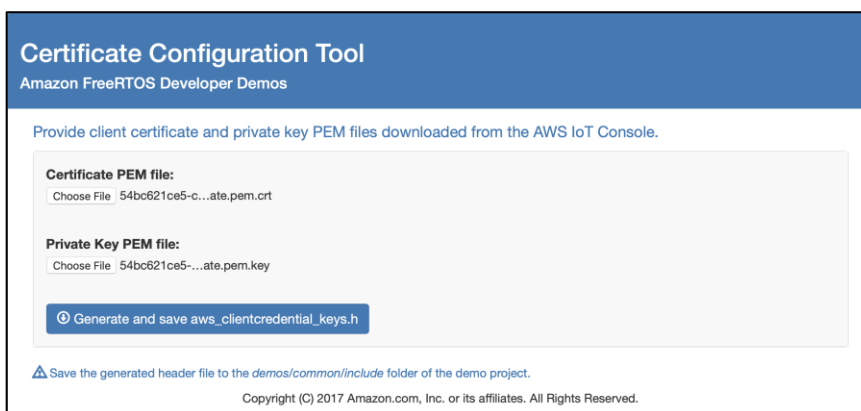 Certificate Configuration Tool
Amazon FreeRTOS Developer Demos
Provide client certificate and private key PEM files downloaded from the AWS IoT Console.
Certificate PEM file:
Choose File 54bc621ce5-c...ate.pem.crt
Private Key PEM file:
Choose File 54bc621ce5-...ate.pem.key
Generate and save aws_clientcredential_keys.h
Save the generated header file to the demos/common/include folder of the demo project.
Copyright (C) 2017 Amazon.com, Inc. or its affiliates. All Rights Reserved.